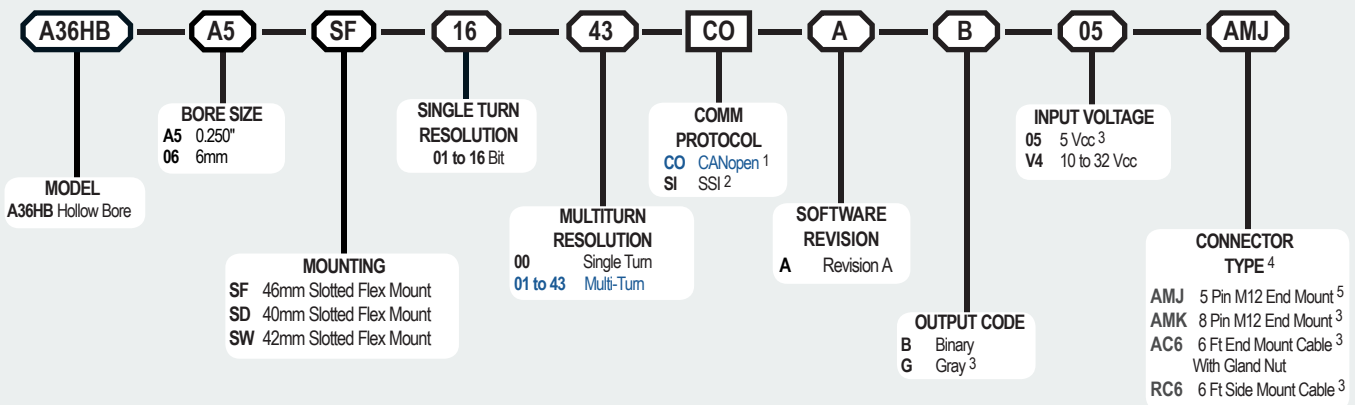 A36HB A5 SF 16 43 CO A B 05 AMJ
MODEL
A36HB Hollow Bore
BORE SIZE
A5 0.250"
06 6mm
MOUNTING
SF 46mm Slotted Flex Mount
SD 40mm Slotted Flex Mount
SW 42mm Slotted Flex Mount
SINGLE TURN
RESOLUTION
01 to 16 Bit
MULTITURN
RESOLUTION
00 Single Turn
01 to 43 Multi-Turn
COMM
PROTOCOL
CO CANopen 1
SI SSI 2
SOFTWARE
REVISION
A Revision A
OUTPUT CODE
B Binary
G Gray 3
INPUT VOLTAGE
05 5 Vcc 3
V4 10 to 32 Vcc
CONNECTOR
TYPE 4
AMJ 5 Pin M12 End Mount 5
AMK 8 Pin M12 End Mount 3
AC6 6 Ft End Mount Cable 3
With Gland Nut
RC6 6 Ft Side Mount Cable 3